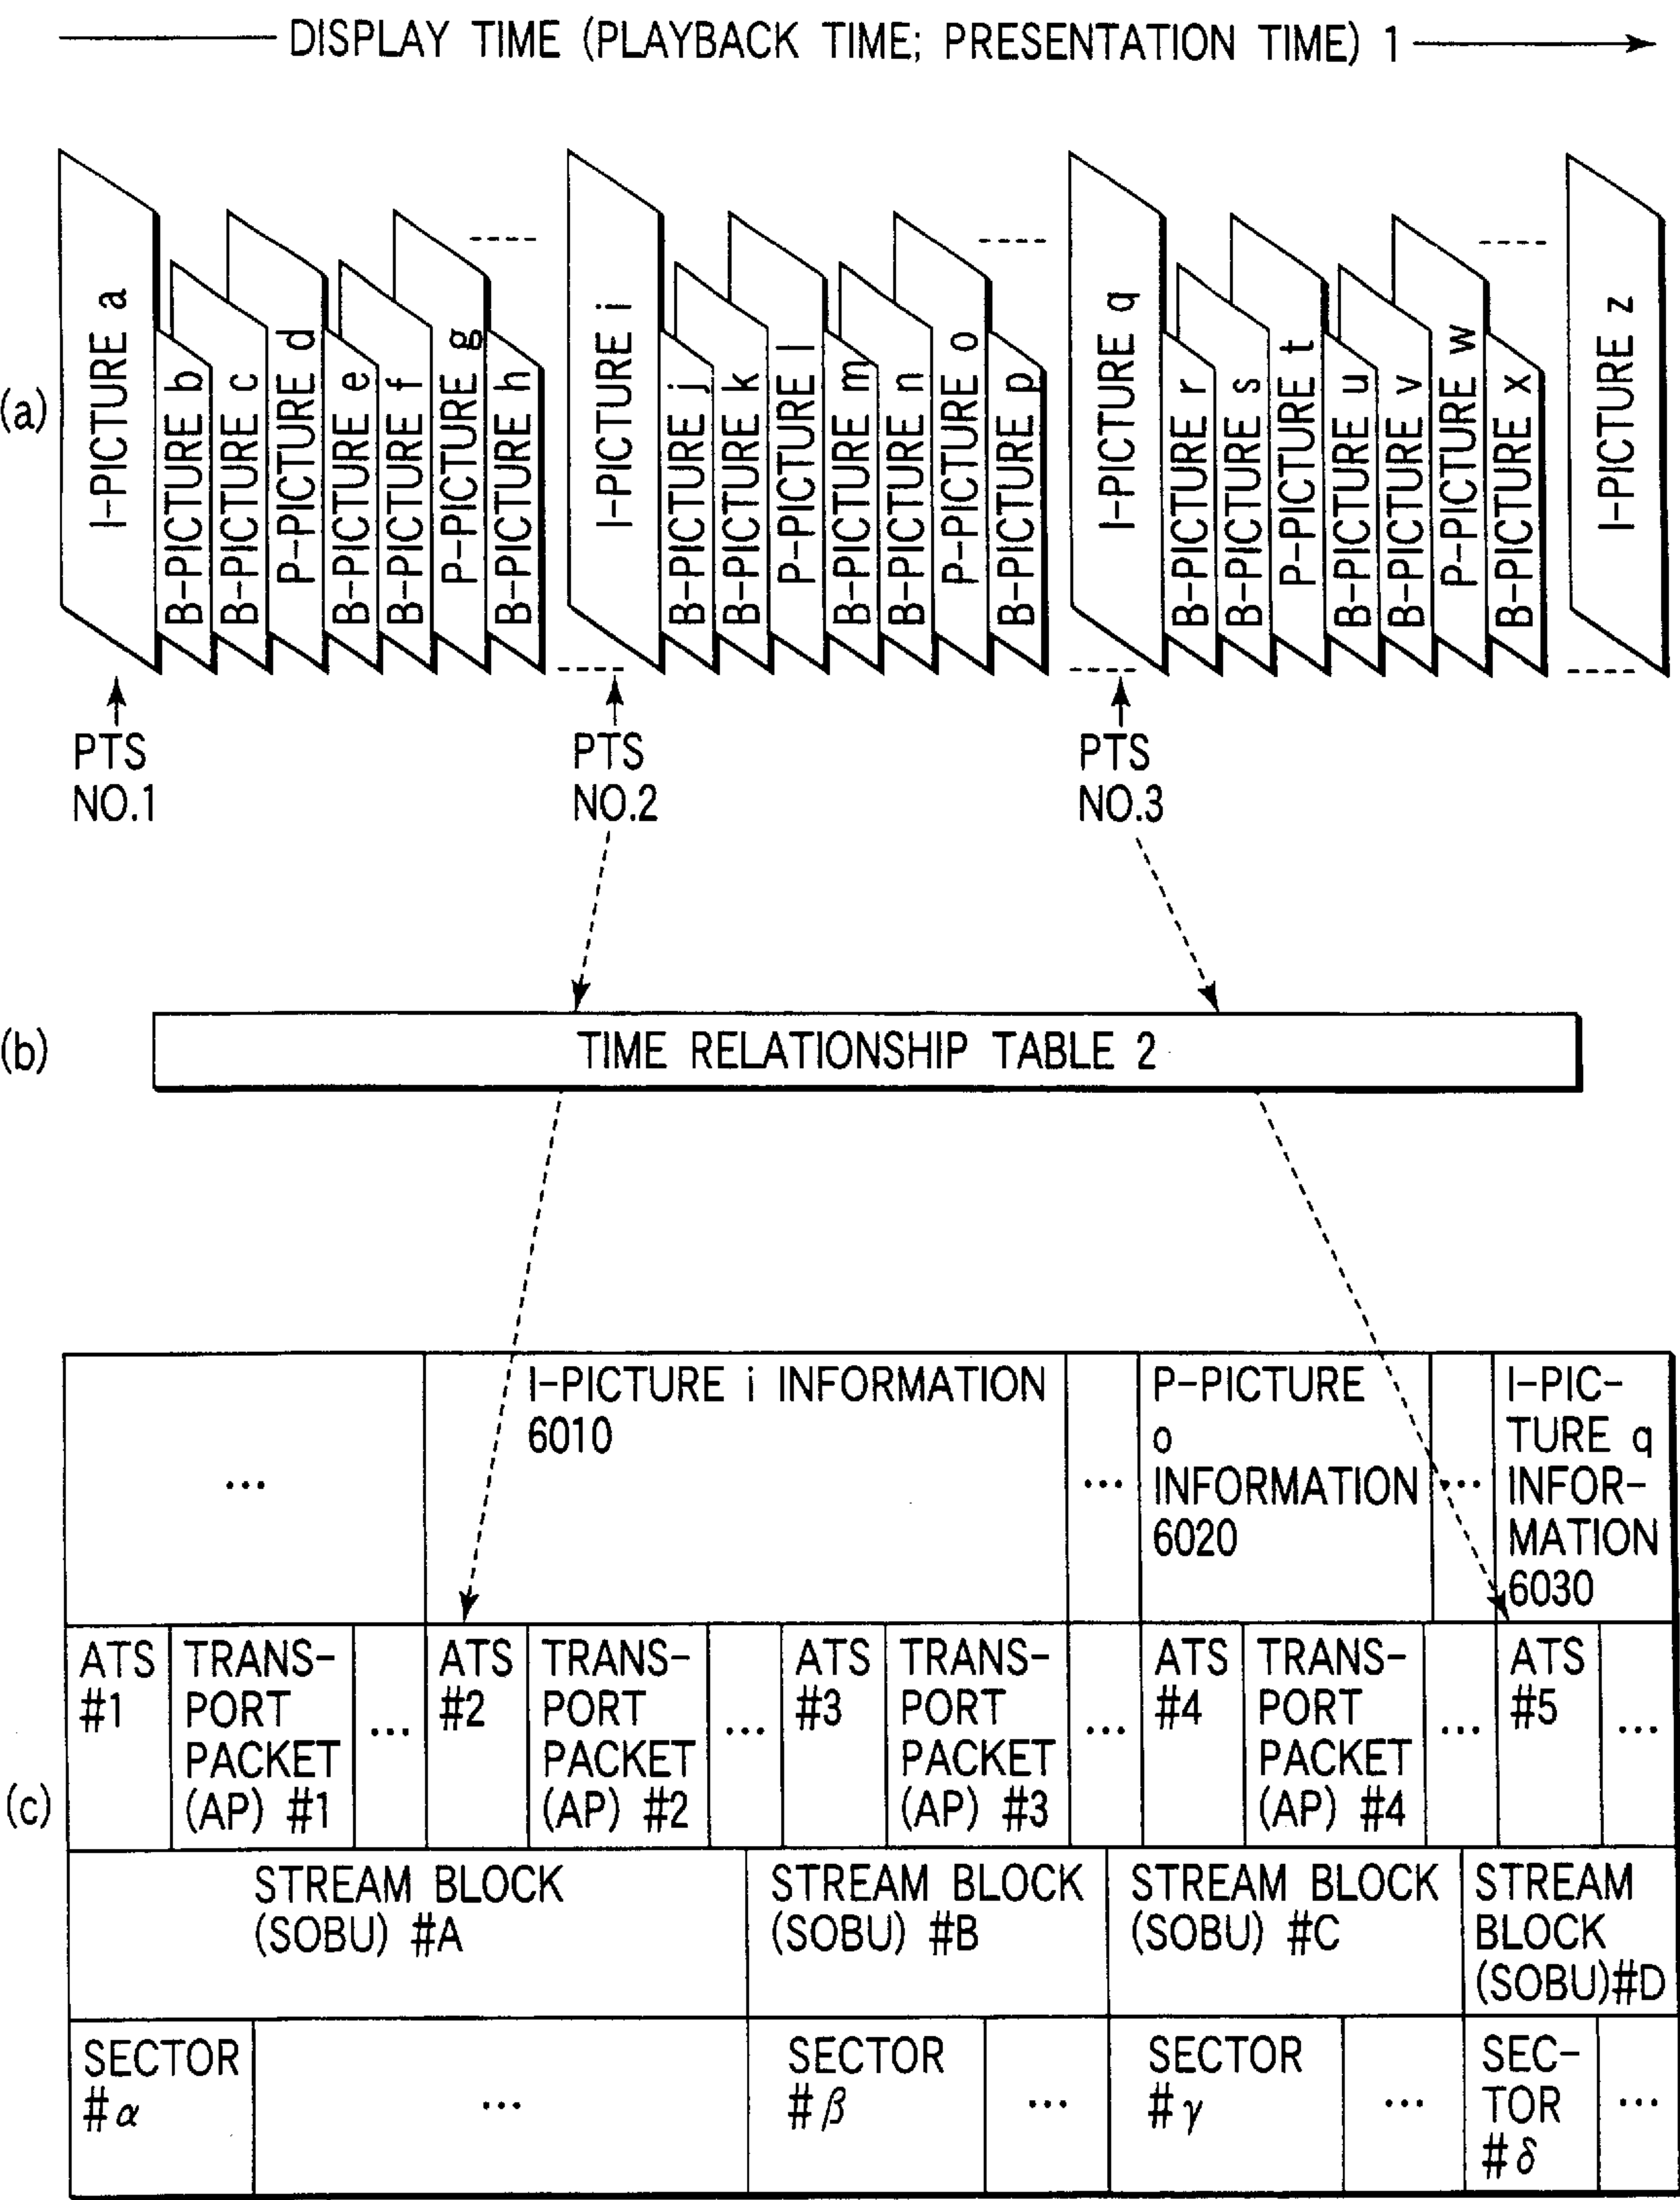 DISPLAY TIME (PLAYBACK TIME; PRESENTATION TIME) 1
(a)
I-PICTURE a
B-PICTURE b
B-PICTURE c
P-PICTURE d
B-PICTURE e
B-PICTURE f
P-PICTURE g
B-PICTURE h
I-PICTURE i
B-PICTURE j
B-PICTURE k
P-PICTURE l
B-PICTURE m
B-PICTURE n
P-PICTURE o
B-PICTURE p
I-PICTURE q
B-PICTURE r
B-PICTURE s
P-PICTURE t
B-PICTURE u
B-PICTURE v
P-PICTURE w
B-PICTURE x
I-PICTURE z
PTS
NO.1
PTS
NO.2
PTS
NO.3
(b)
TIME RELATIONSHIP TABLE 2
(c)
...
I-PICTURE i INFORMATION
6010
...
P-PICTURE
o
INFORMATION
6020
...
I-PIC-
TURE q
INFOR-
MATION
6030
ATS
#1
TRANS-
PORT
PACKET
(AP) #1
...
ATS
#2
TRANS-
PORT
PACKET
(AP) #2
...
ATS
#3
TRANS-
PORT
PACKET
(AP) #3
...
ATS
#4
TRANS-
PORT
PACKET
(AP) #4
...
ATS
#5
...
STREAM BLOCK
(SOBU) #A
STREAM BLOCK
(SOBU) #B
STREAM BLOCK
(SOBU) #C
STREAM
BLOCK
(SOBU)#D
SECTOR
#α
...
SECTOR
#β
...
SECTOR
#γ
...
SEC-
TOR
#δ
...